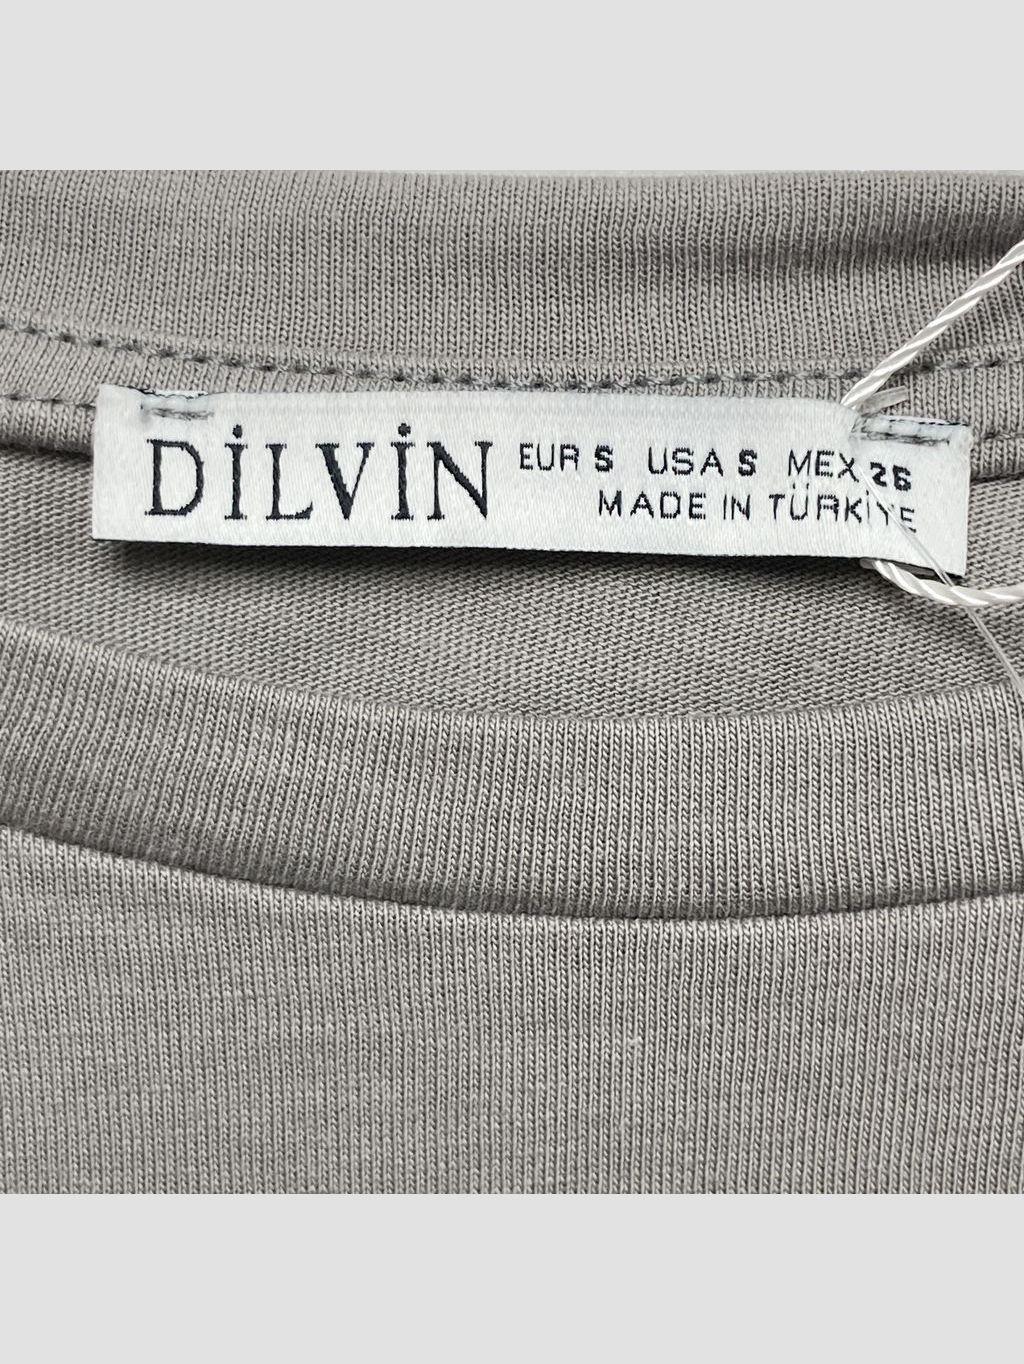 DİLVİN EUR S USA S MEX 26
MADE IN TÜRKİYE